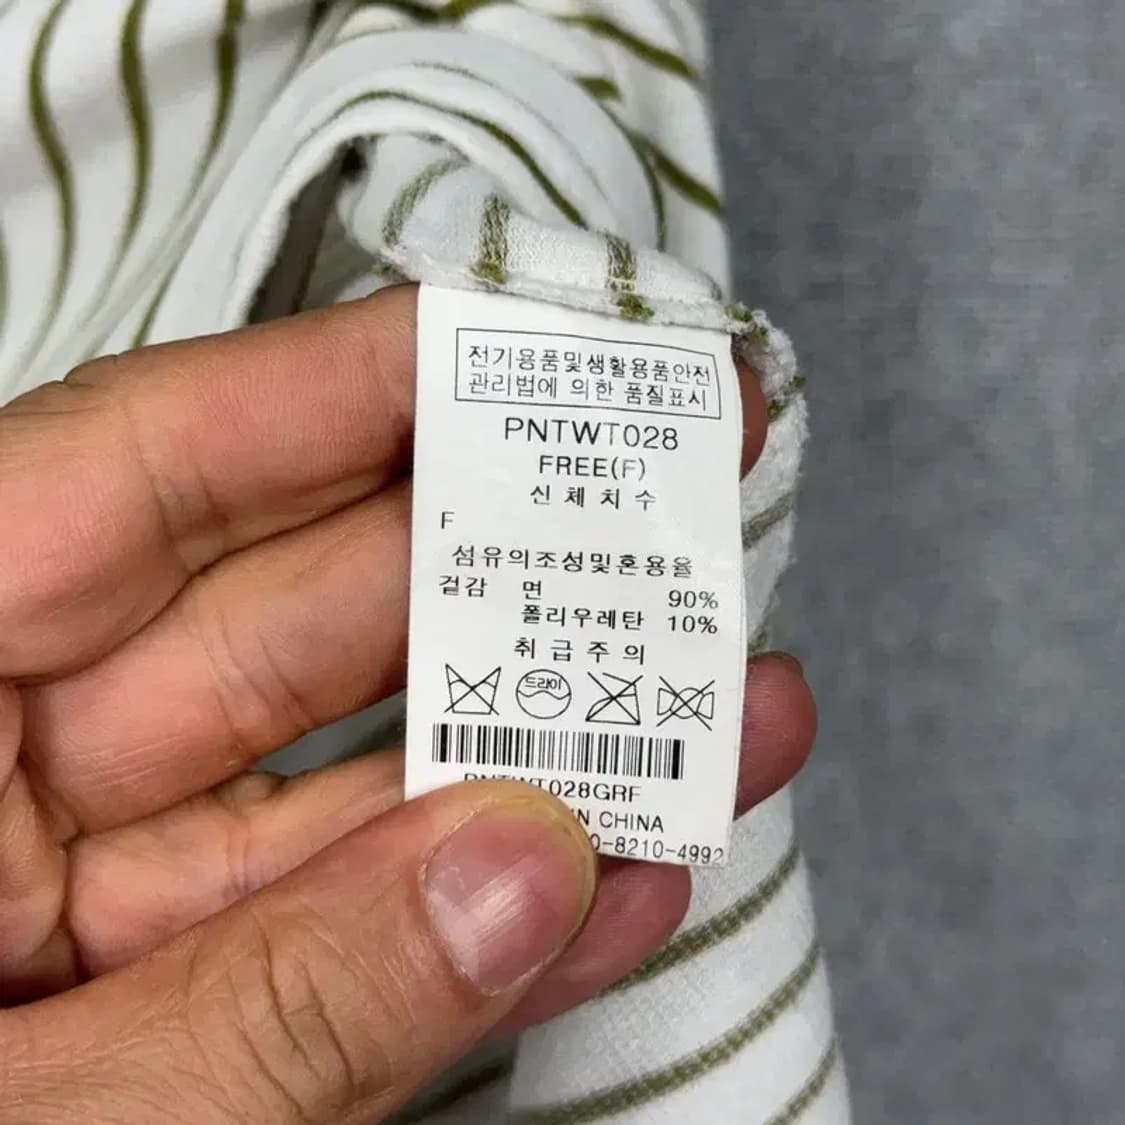 전기용품및생활용품안전
관리법에 의한 품질표시
PNTWT028
FREE(F)
신체치수
F
섬유의조성및혼용율
겉감 면 90%
폴리우레탄 10%
취급주의
드라이
PNTWT028GRF
IN CHINA
0-8210-4992